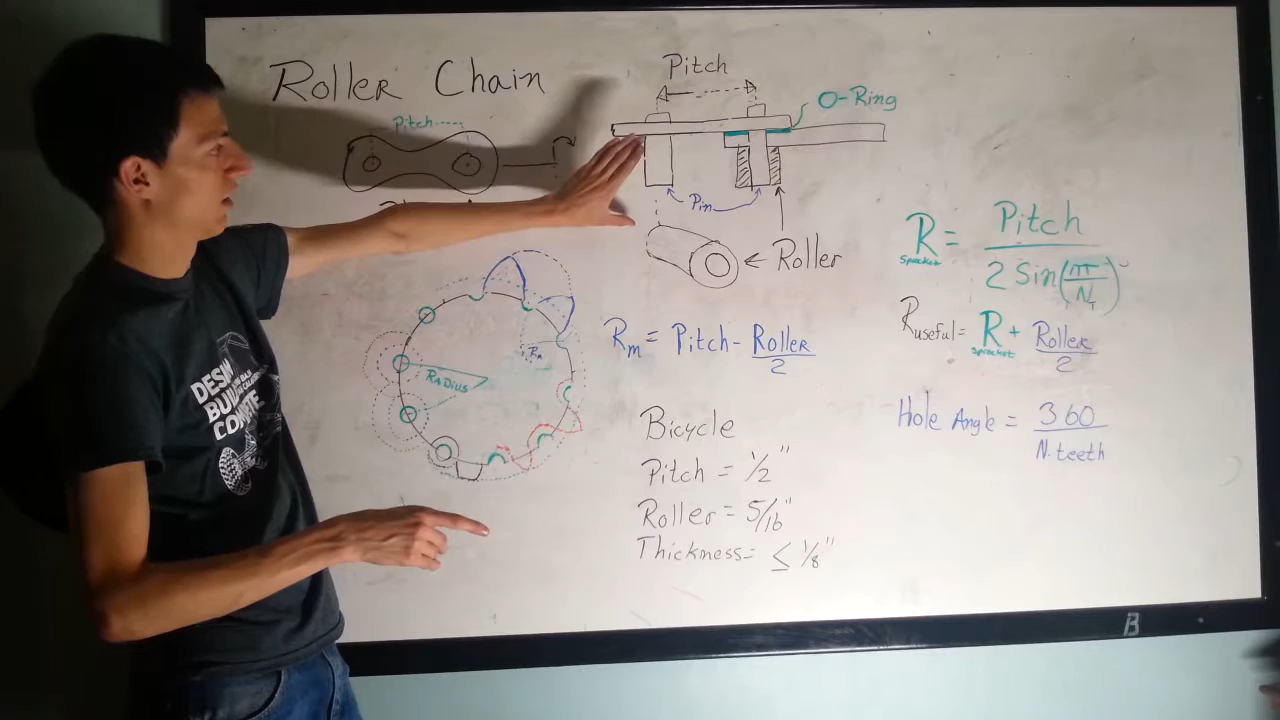 Roller Chain
Pitch
Pitch
O-Ring
Pin
Roller
R = Pitch
Sprocket
2 Sin(π/N
T
)
Radius
Rm
Rm = Pitch - Roller
2
Ruseful = R + Roller
Sprocket 2
Hole Angle = 360
N. teeth
Bicycle
Pitch = 1/2"
Roller = 5/16"
Thickness = ≤ 1/8"
DESIGN
BUILD
COMPETE
B